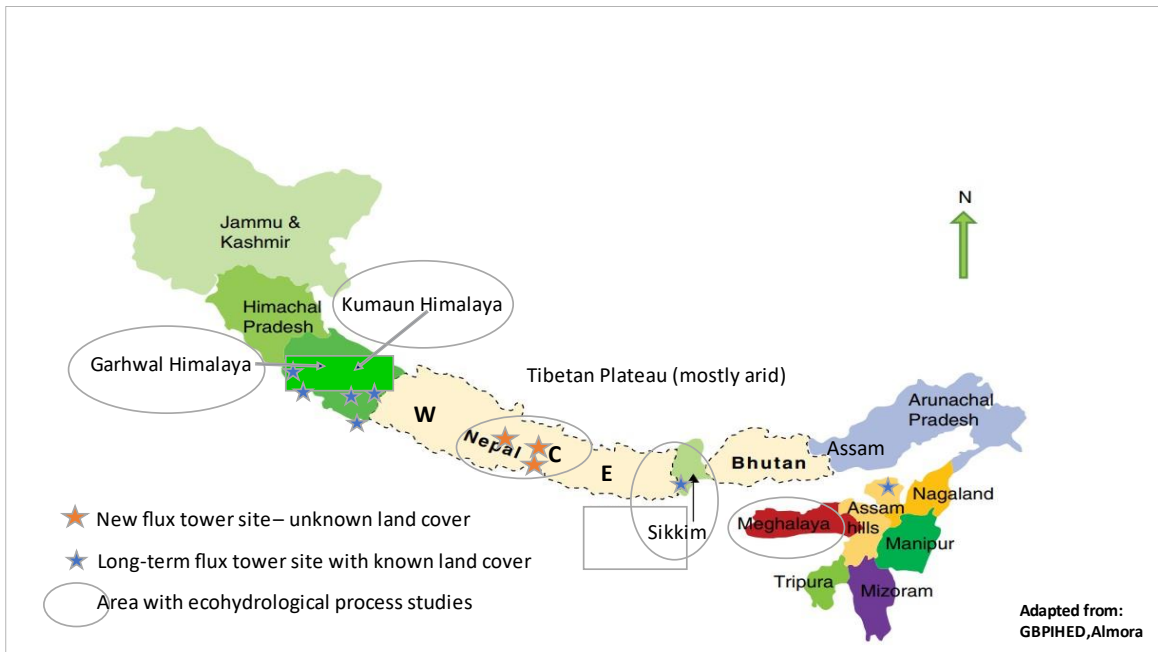 N
Jammu &
Kashmir
Himachal
Pradesh
Kumaun Himalaya
Garhwal Himalaya
Tibetan Plateau (mostly arid)
Arunachal
Pradesh
W
Nepal
C
E
Bhutan
Assam
Nagaland
Sikkim
Meghalaya
Assam
hills
Manipur
Tripura
Mizoram
New flux tower site– unknown land cover
Long-term flux tower site with known land cover
Area with ecohydrological process studies
Adapted from:
GBPIHED,Almora